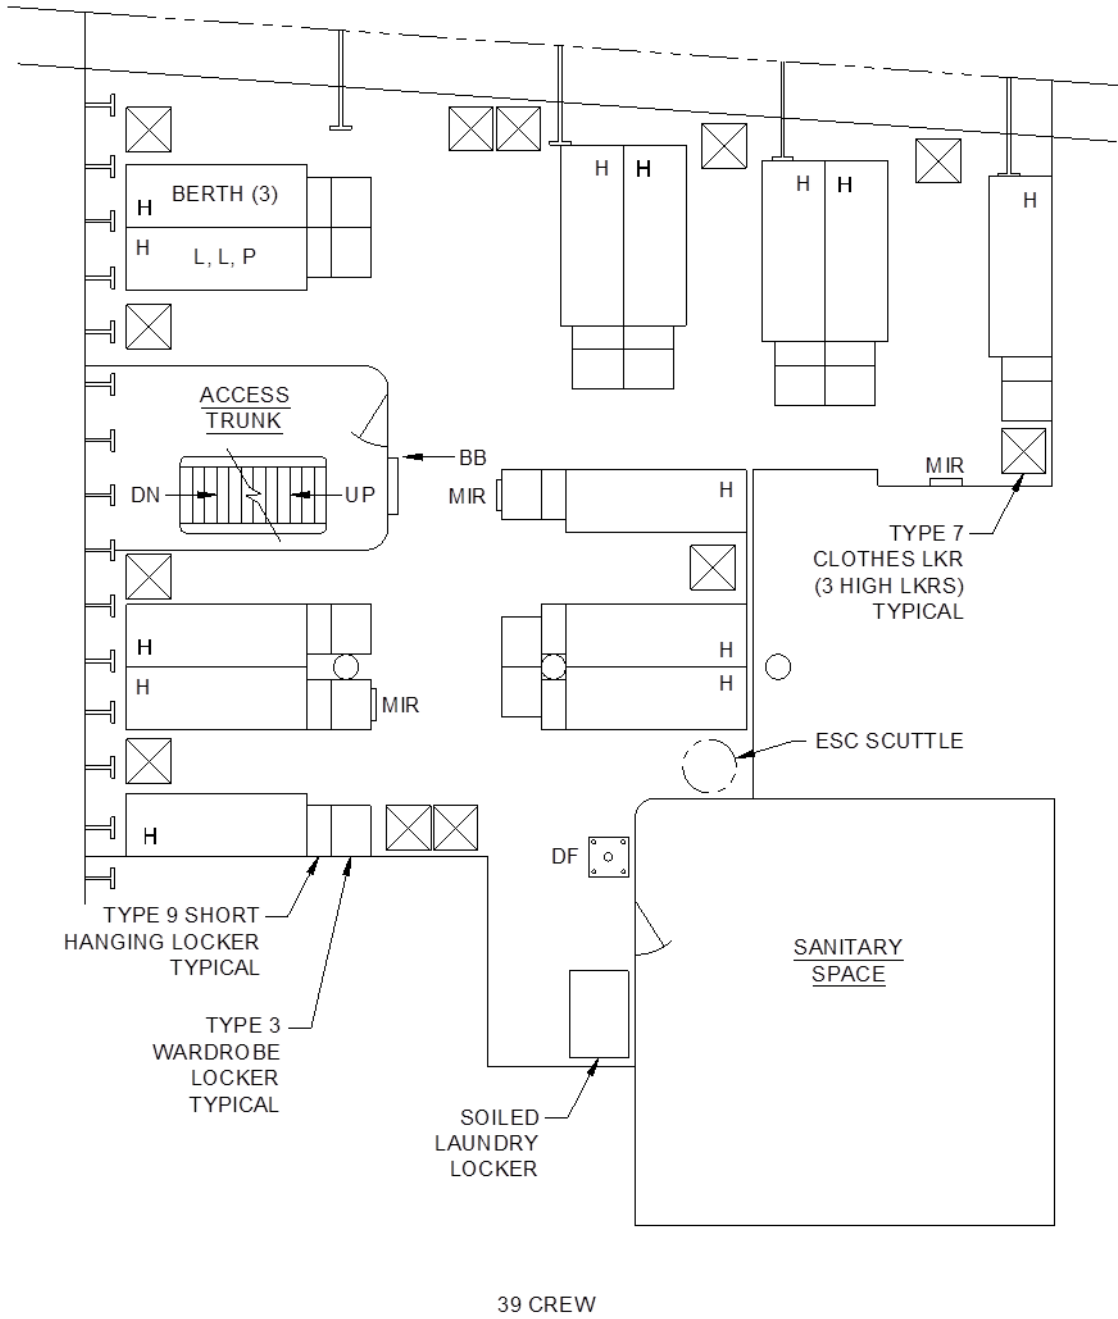 H
H
H
H
H
BERTH (3)
H
H
L, L, P
ACCESS
TRUNK
BB
MIR
DN
UP
MIR
H
TYPE 7
CLOTHES LKR
(3 HIGH LKRS)
TYPICAL
H
H
H
H
MIR
ESC SCUTTLE
H
DF
TYPE 9 SHORT
HANGING LOCKER
TYPICAL
SANITARY
SPACE
TYPE 3
WARDROBE
LOCKER
TYPICAL
SOILED
LAUNDRY
LOCKER
39 CREW